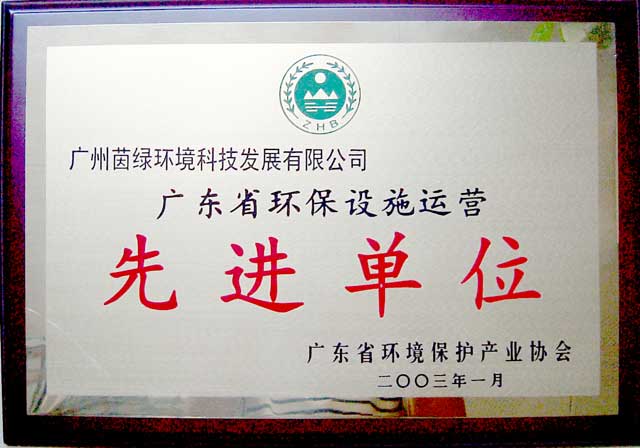 ZHB
广州茵绿环境科技发展有限公司
广东省环保设施运营
先进单位
广东省环境保护产业协会
二〇〇三年一月